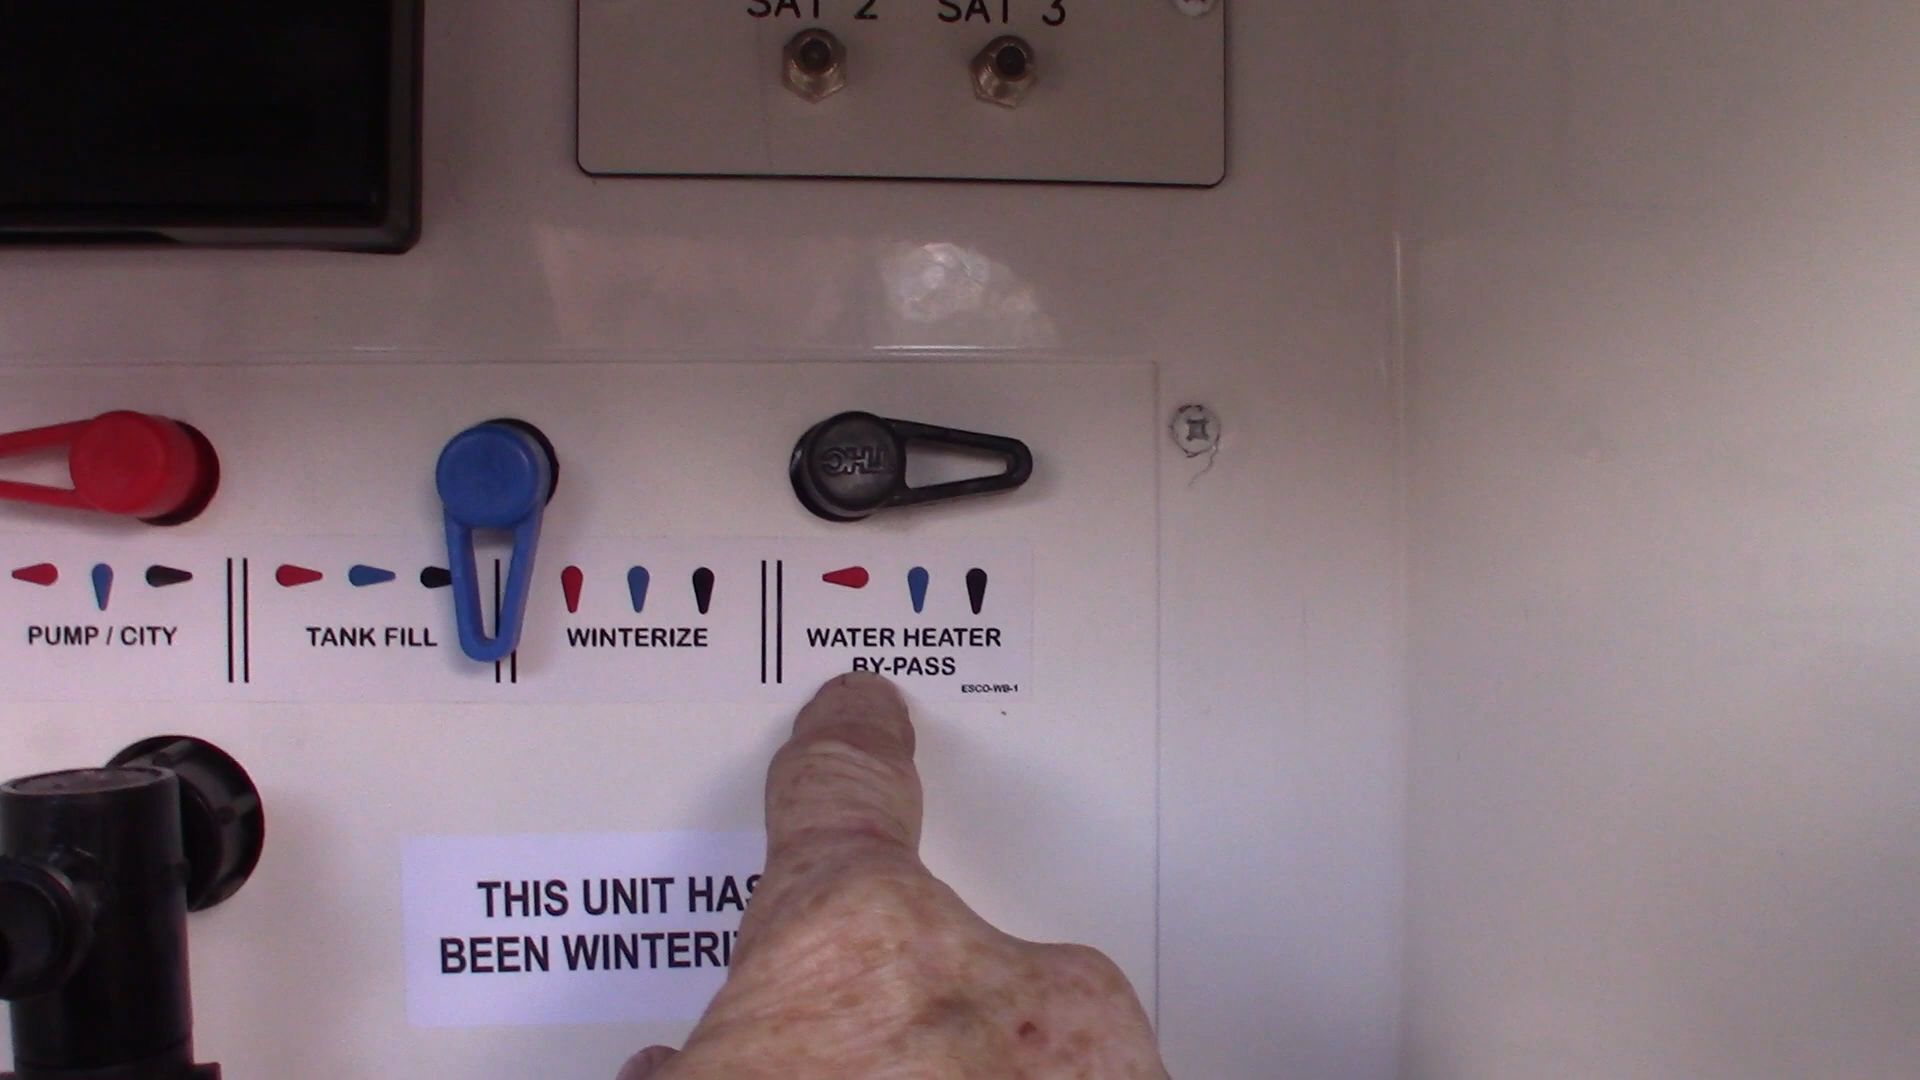 SAT 2 SAT 3
THC
PUMP / CITY
TANK FILL
WINTERIZE
WATER HEATER
BY-PASS
ESCO-WB-1
THIS UNIT HAS
BEEN WINTERI